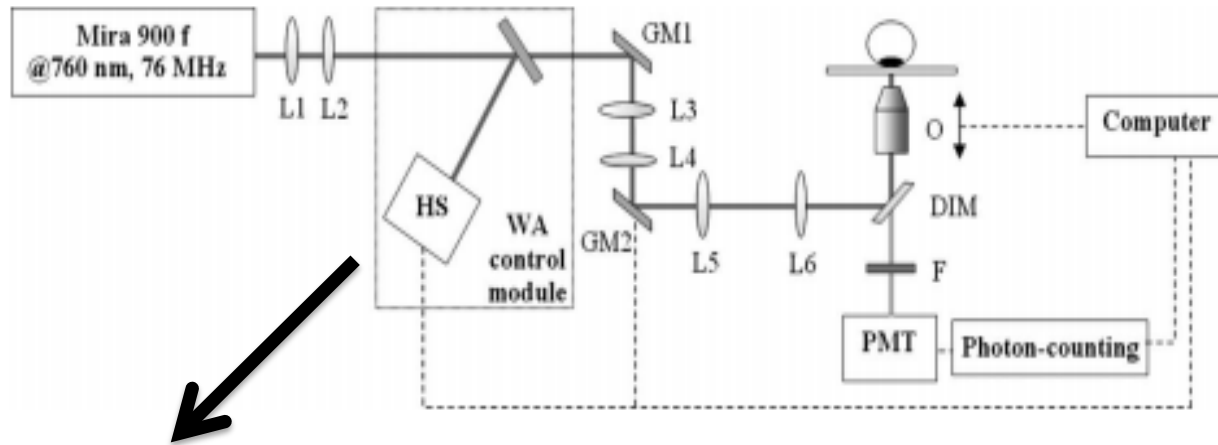 Mira 900 f
@760 nm, 76 MHz
L1
L2
HS
WA
control
module
GM1
L3
L4
GM2
L5
L6
O
DIM
F
PMT
Photon-counting
Computer